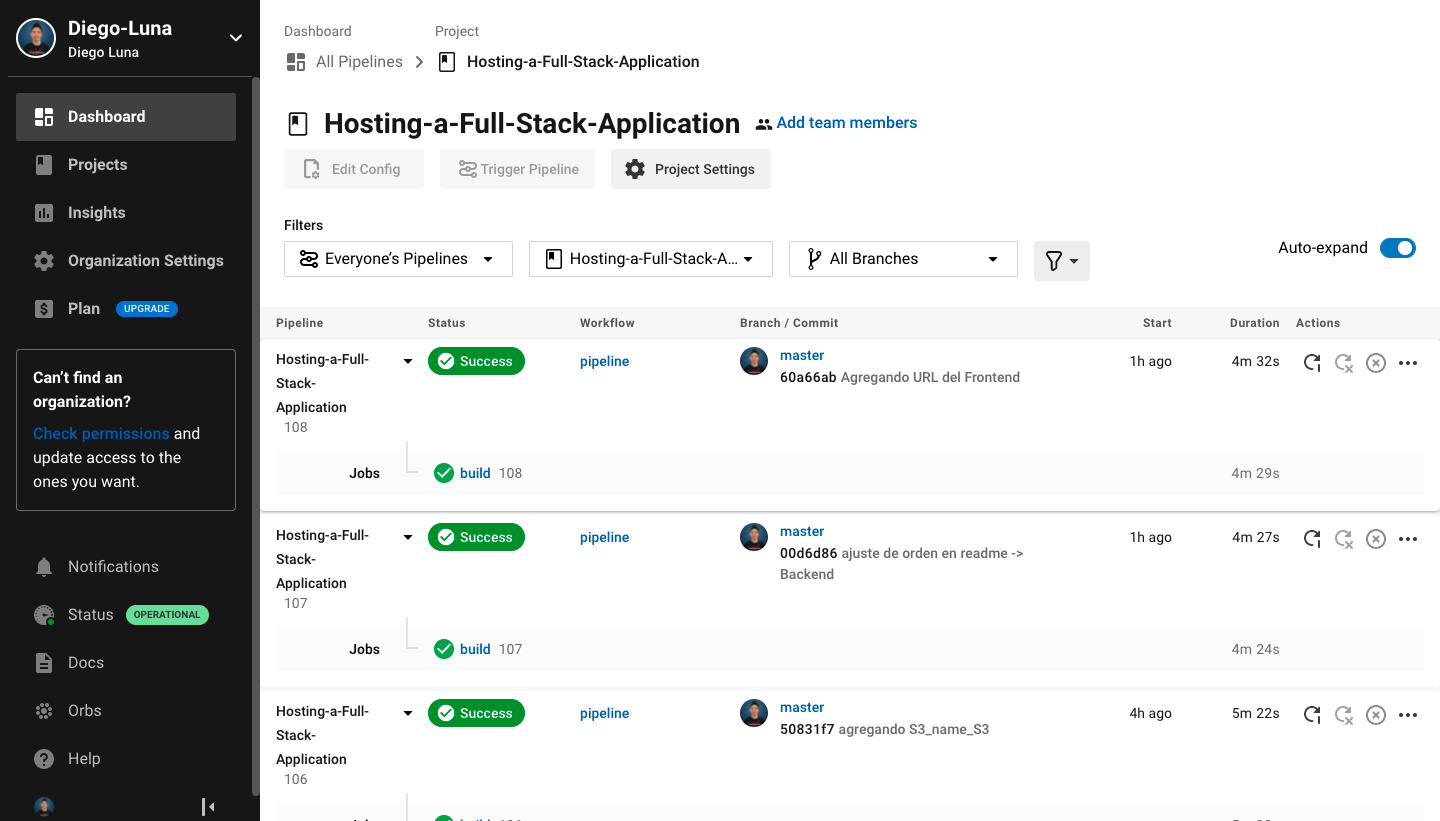 Diego-Luna
Diego Luna
Dashboard
Projects
Insights
Organization Settings
Plan UPGRADE
Can’t find an
organization?
Check permissions and
update access to the
ones you want.
Notifications
Status OPERATIONAL
Docs
Orbs
Help
Dashboard Project
All Pipelines Hosting-a-Full-Stack-Application
Hosting-a-Full-Stack-Application Add team members
Edit Config Trigger Pipeline Project Settings
Filters
Everyone’s Pipelines Hosting-a-Full-Stack-A... All Branches Auto-expand
Pipeline Status Workflow Branch / Commit Start Duration Actions
Hosting-a-Full-
Stack-
Application
108
Success pipeline master 1h ago 4m 32s
60a66ab Agregando URL del Frontend
Jobs build 108 4m 29s
Hosting-a-Full-
Stack-
Application
107
Success pipeline master 1h ago 4m 27s
00d6d86 ajuste de orden en readme ->
Backend
Jobs build 107 4m 24s
Hosting-a-Full-
Stack-
Application
106
Success pipeline master 4h ago 5m 22s
50831f7 agregando S3_name_S3